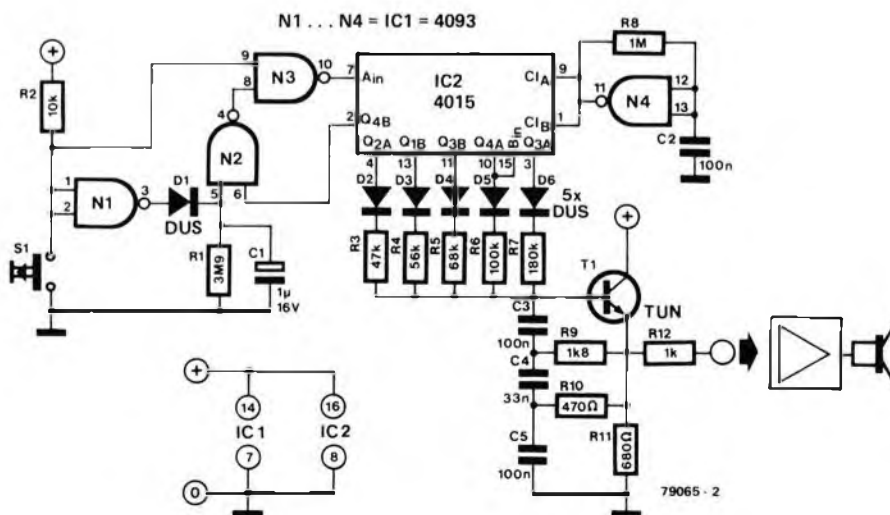 N1 . . . N4 = IC1 = 4093
R8
1M
9
N3
10
7
Ain
IC2
4015
ClA
9
11
N4
12
13
8
R2
10k
4
2
Q4B
ClB
1
C2
100n
N2
Q2A
Q1B
Q3B
Q4A
Bin
Q3A
4
13
11
10
15
3
1
2
N1
3
D1
DUS
5
6
D2
D3
D4
D5
D6
5x
DUS
S1
R1
3M9
C1
1µ
16V
R3
47k
R4
56k
R5
68k
R6
100k
R7
180k
T1
TUN
C3
100n
R9
1k8
R12
1k
C4
33n
R10
470Ω
C5
100n
R11
680Ω
14
16
IC1
IC2
7
8
0
79065 - 2